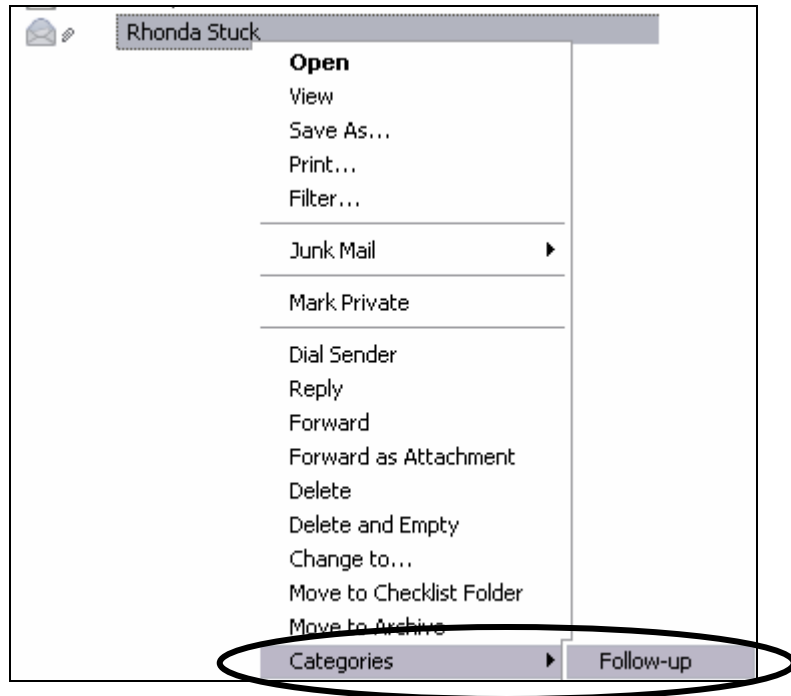 Rhonda Stuck
Open
View
Save As...
Print...
Filter...
Junk Mail
Mark Private
Dial Sender
Reply
Forward
Forward as Attachment
Delete
Delete and Empty
Change to...
Move to Checklist Folder
Move to Archive
Categories Follow-up